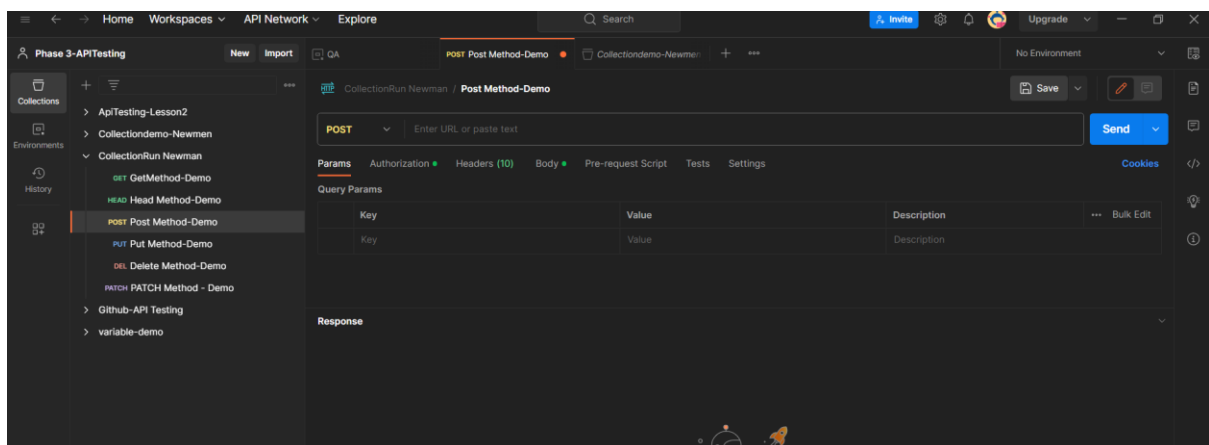 Home Workspaces API Network Explore Search Invite Upgrade
Phase 3-APITesting New Import QA POST Post Method-Demo Collectiondemo-Newmen No Environment
Collections
Environments
History
ApiTesting-Lesson2
Collectiondemo-Newmen
CollectionRun Newman
GET GetMethod-Demo
HEAD Head Method-Demo
POST Post Method-Demo
PUT Put Method-Demo
DEL Delete Method-Demo
PATCH PATCH Method - Demo
Github-API Testing
variable-demo
HTTP CollectionRun Newman / Post Method-Demo Save
POST Enter URL or paste text Send
Params Authorization Headers (10) Body Pre-request Script Tests Settings Cookies
Query Params
Key Value Description Bulk Edit
Key Value Description
Response